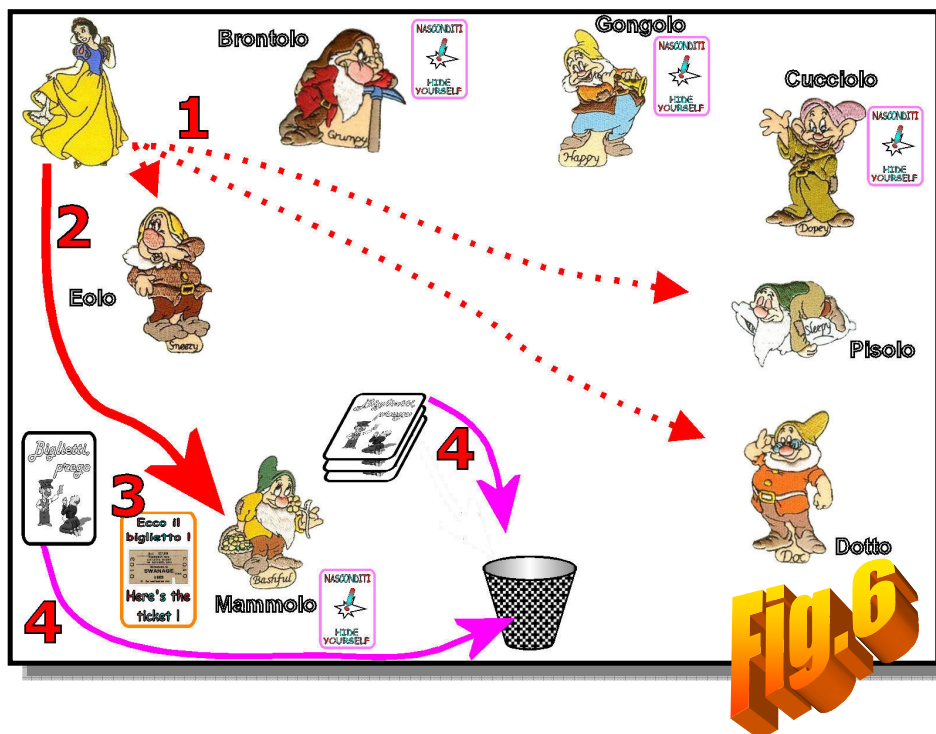 Brontolo
Grumpy
NASCONDITI
HIDE
YOURSELF
Gongolo
Happy
NASCONDITI
HIDE
YOURSELF
Cucciolo
Dopey
NASCONDITI
HIDE
YOURSELF
1
2
Eolo
Sneezy
Sleepy
Pisolo
Biglietti,
prego
4
Biglietti,
prego
3
Ecco il
biglietto !
SWANAGE
Here's the
ticket !
Bashful
Mammolo
NASCONDITI
HIDE
YOURSELF
4
Doc
Dotto
Fig.6